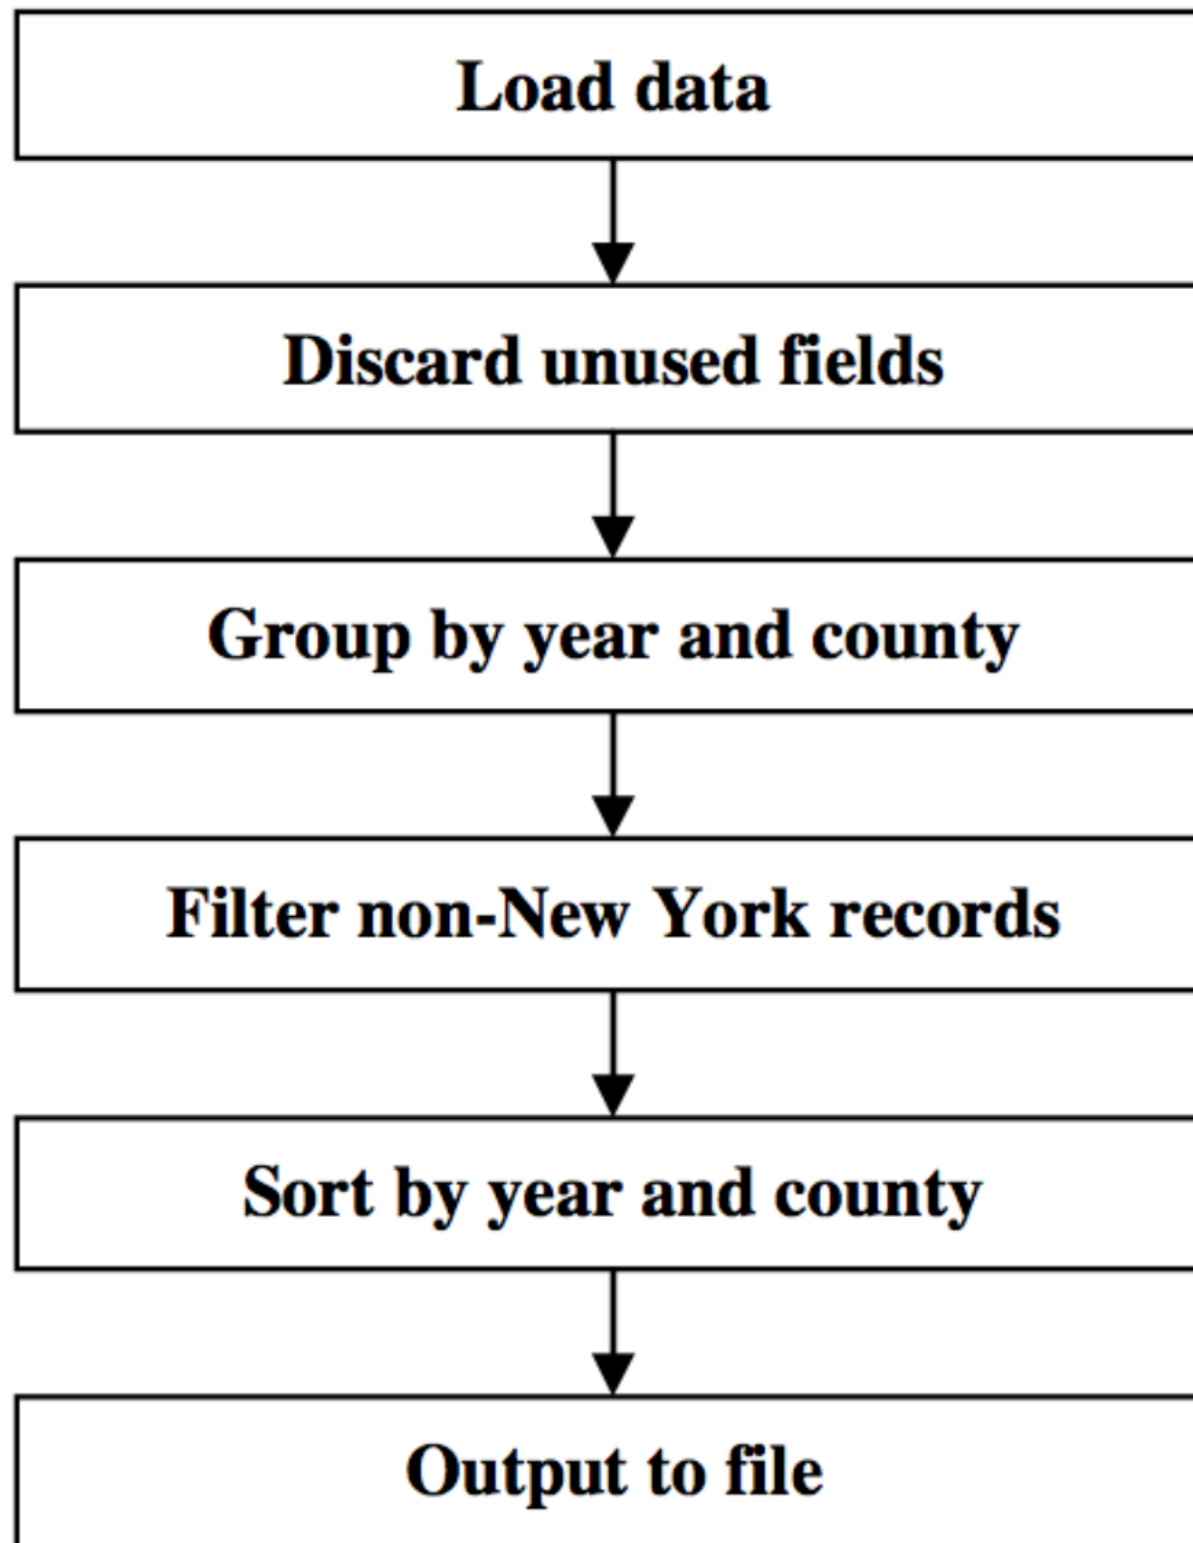 Load data
Discard unused fields
Group by year and county
Filter non-New York records
Sort by year and county
Output to file